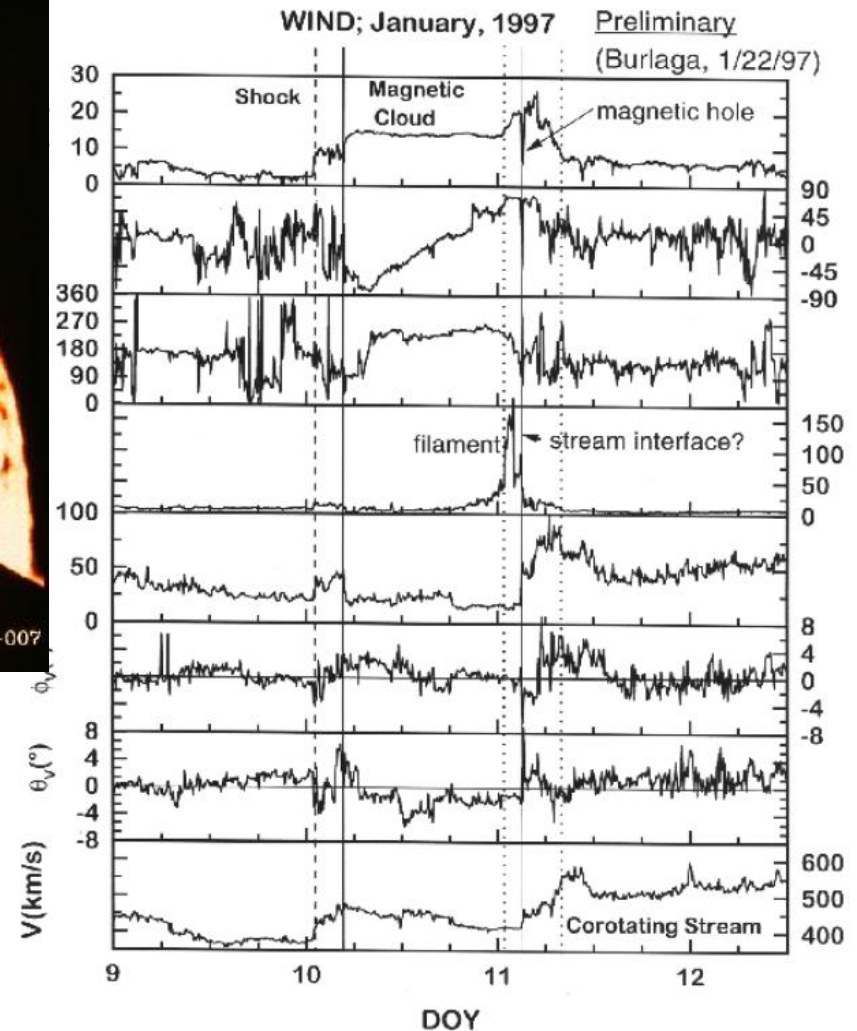 WIND; January, 1997 Preliminary
(Burlaga, 1/22/97)
30
20
10
0
Shock
Magnetic
Cloud
magnetic hole
90
45
0
-45
-90
360
270
180
90
0
filament
stream interface?
150
100
50
0
100
50
0
-007
8
4
0
-4
-8
8
4
0
-4
-8
θV(°)
V(km/s)
600
500
400
Corotating Stream
9 10 11 12
DOY